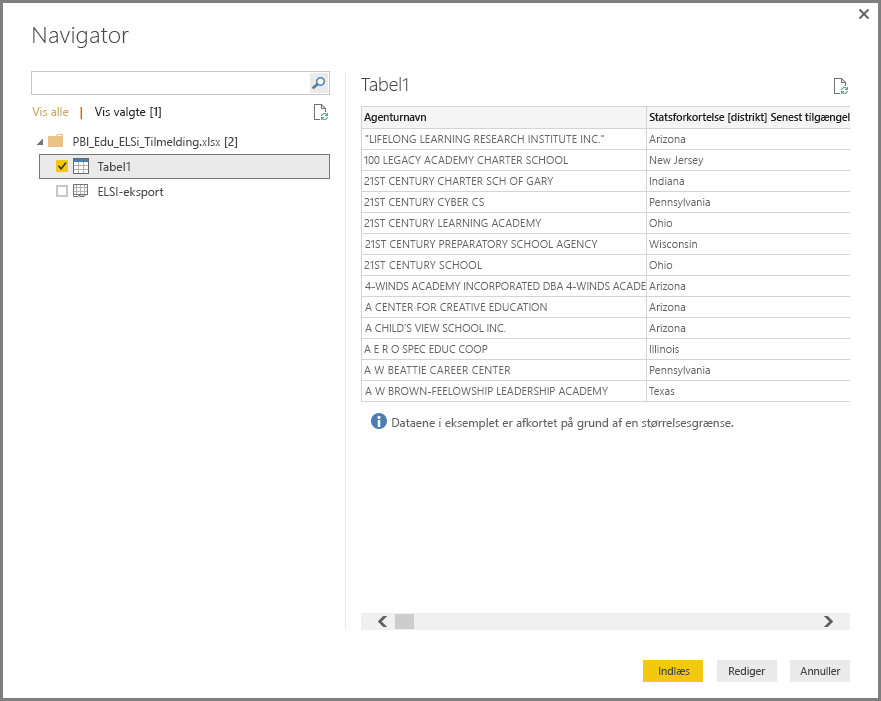 Navigator
Vis alle | Vis valgte [1]
PBI_Edu_ELSi_Tilmelding.xlsx [2]
Tabel1
ELSI-eksport
Tabel1
Agenturnavn Statsforkortelse [distrikt] Senest tilgængel
"LIFELONG LEARNING RESEARCH INSTITUTE INC." Arizona
100 LEGACY ACADEMY CHARTER SCHOOL New Jersey
21ST CENTURY CHARTER SCH OF GARY Indiana
21ST CENTURY CYBER CS Pennsylvania
21ST CENTURY LEARNING ACADEMY Ohio
21ST CENTURY PREPARATORY SCHOOL AGENCY Wisconsin
21ST CENTURY SCHOOL Ohio
4-WINDS ACADEMY INCORPORATED DBA 4-WINDS ACADE Arizona
A CENTER FOR CREATIVE EDUCATION Arizona
A CHILD'S VIEW SCHOOL INC. Arizona
A E R O SPEC EDUC COOP Illinois
A W BEATTIE CAREER CENTER Pennsylvania
A W BROWN-FEELOWSHIP LEADERSHIP ACADEMY Texas
Dataene i eksemplet er afkortet på grund af en størrelsesgrænse.
Indlæs Rediger Annuller